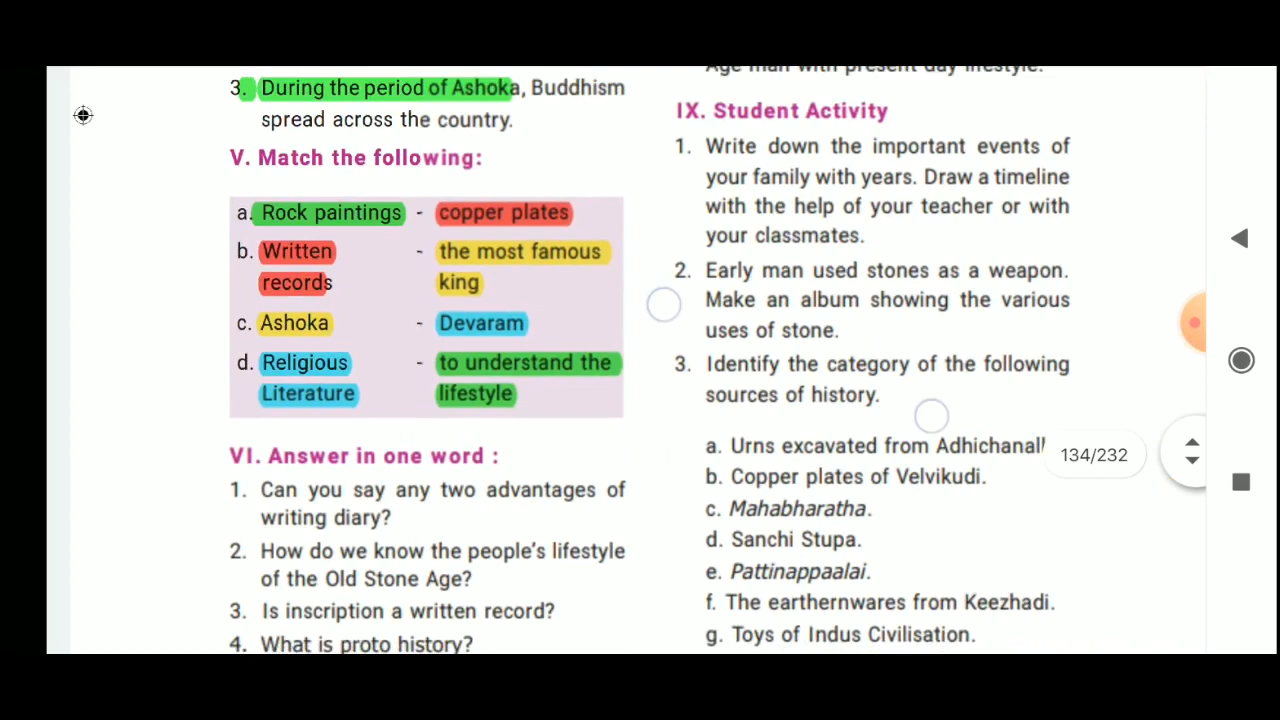 3. During the period of Ashoka, Buddhism
spread across the country.
V. Match the following:
a. Rock paintings - copper plates
b. Written - the most famous
records king
c. Ashoka - Devaram
d. Religious - to understand the
Literature lifestyle
VI. Answer in one word :
1. Can you say any two advantages of
writing diary?
2. How do we know the people's lifestyle
of the Old Stone Age?
3. Is inscription a written record?
4. What is proto history?
Age man with present day lifestyle.
IX. Student Activity
1. Write down the important events of
your family with years. Draw a timeline
with the help of your teacher or with
your classmates.
2. Early man used stones as a weapon.
Make an album showing the various
uses of stone.
3. Identify the category of the following
sources of history.
a. Urns excavated from
b. Copper plates of Velvikudi.
c. Mahabharatha.
d. Sanchi Stupa.
e. Pattinappaalai.
f. The earthernwares from Keezhadi.
g. Toys of Indus Civilisation.
134/232